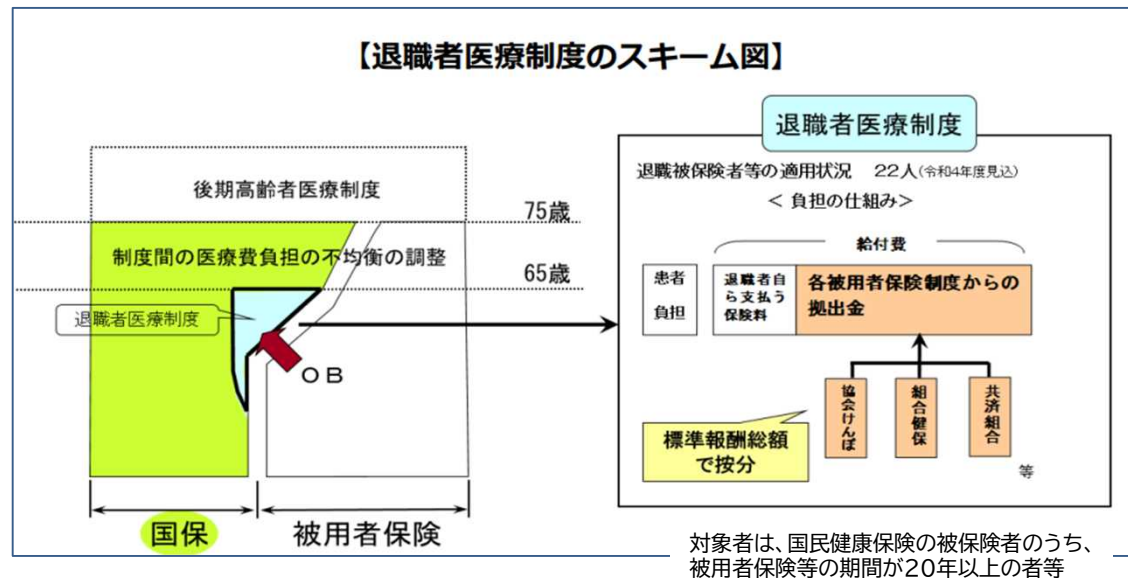 【退職者医療制度のスキーム図】
後期高齢者医療制度
75歳
制度間の医療費負担の不均衡の調整
65歳
退職者医療制度
OB
国保
被用者保険
退職者医療制度
退職被保険者等の適用状況 22人(令和4年度見込)
＜ 負担の仕組み＞
給付費
患者
負担
退職者自
ら支払う
保険料
各被用者保険制度からの
拠出金
協会けんぽ
組合健保
共済組合
等
標準報酬総額
で按分
対象者は、国民健康保険の被保険者のうち、
被用者保険等の期間が20年以上の者等